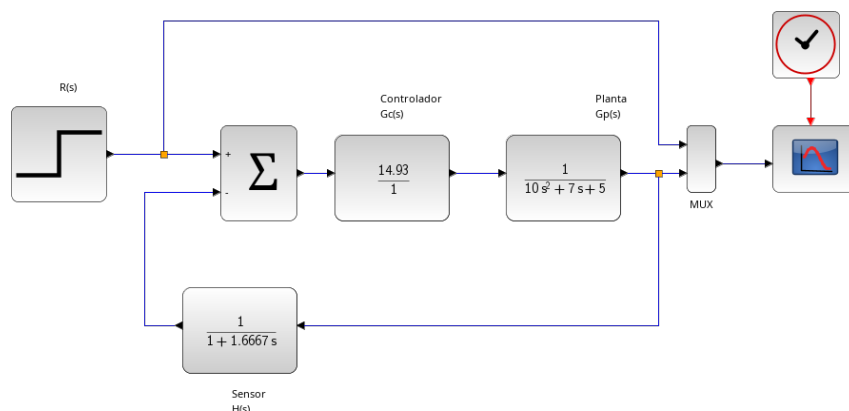 R(s)
Controlador
Gc(s)
Planta
Gp(s)
+
-
Σ
14.93
1
1
10 s² + 7 s + 5
MUX
1
1 + 1.6667 s
Sensor
H(s)